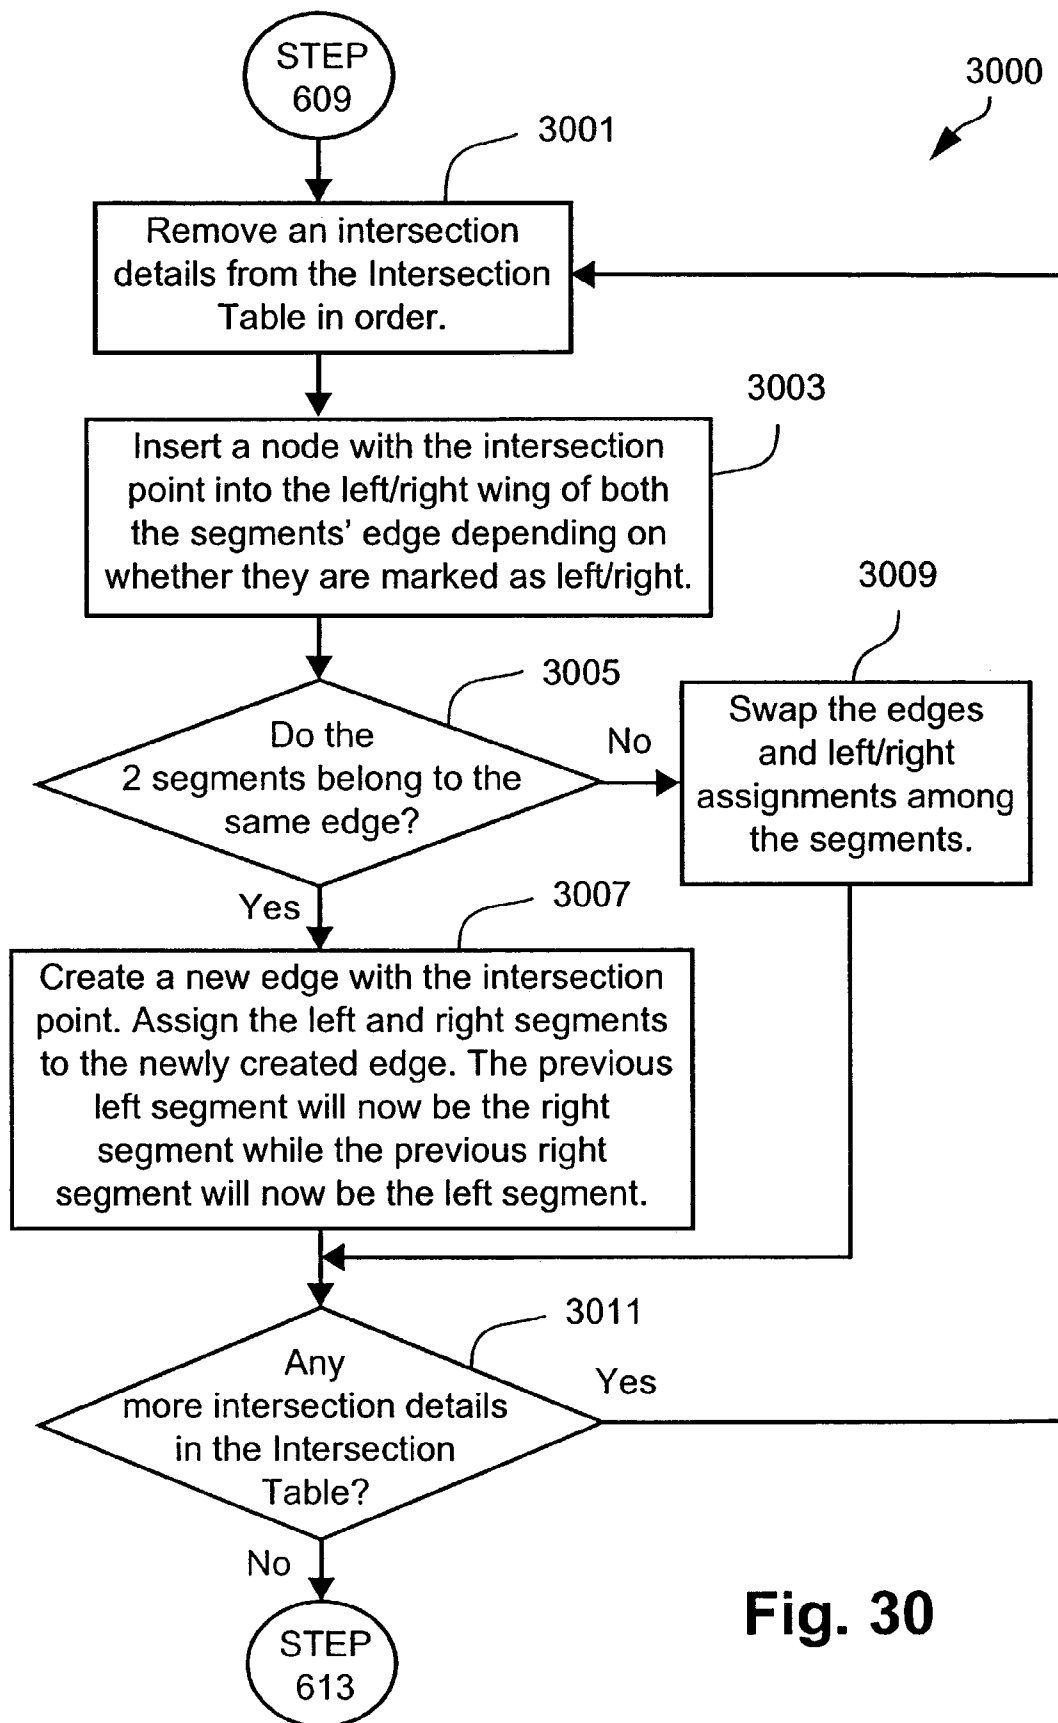 STEP
609
3000
3001
Remove an intersection
details from the Intersection
Table in order.
3003
Insert a node with the intersection
point into the left/right wing of both
the segments’ edge depending on
whether they are marked as left/right.
3005
Do the
2 segments belong to the
same edge?
No
3009
Swap the edges
and left/right
assignments among
the segments.
Yes
3007
Create a new edge with the intersection
point. Assign the left and right segments
to the newly created edge. The previous
left segment will now be the right
segment while the previous right
segment will now be the left segment.
3011
Any
more intersection details
in the Intersection
Table?
Yes
No
STEP
613
Fig. 30